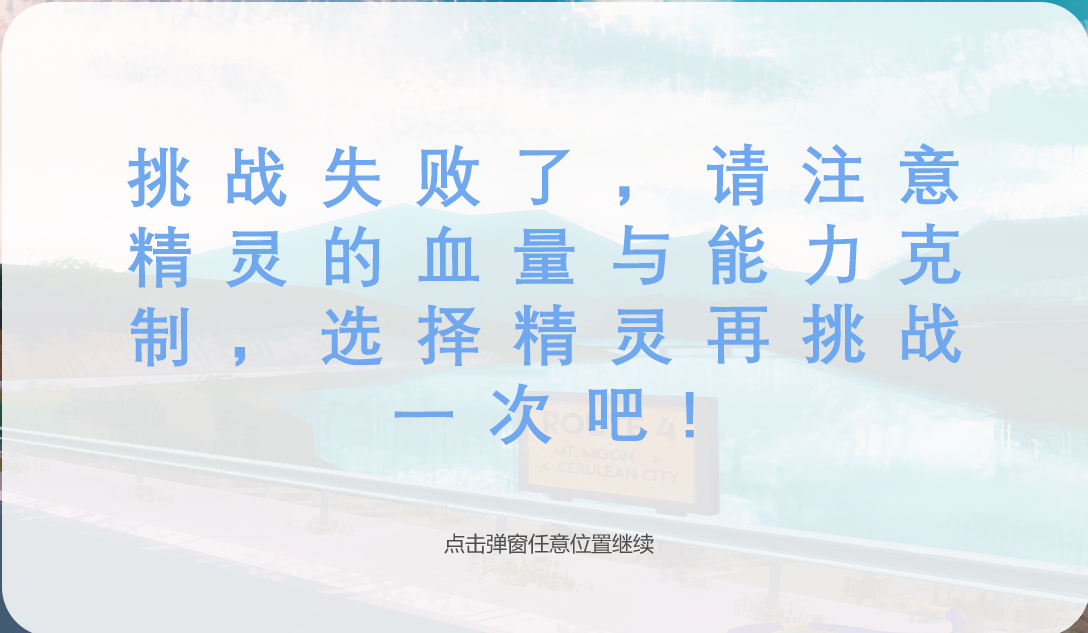 挑战失败了，请注意
精灵的血量与能力克
制，选择精灵再挑战
一次吧！
ROUTE 4
MT. MOON >
< CERULEAN CITY
点击弹窗任意位置继续